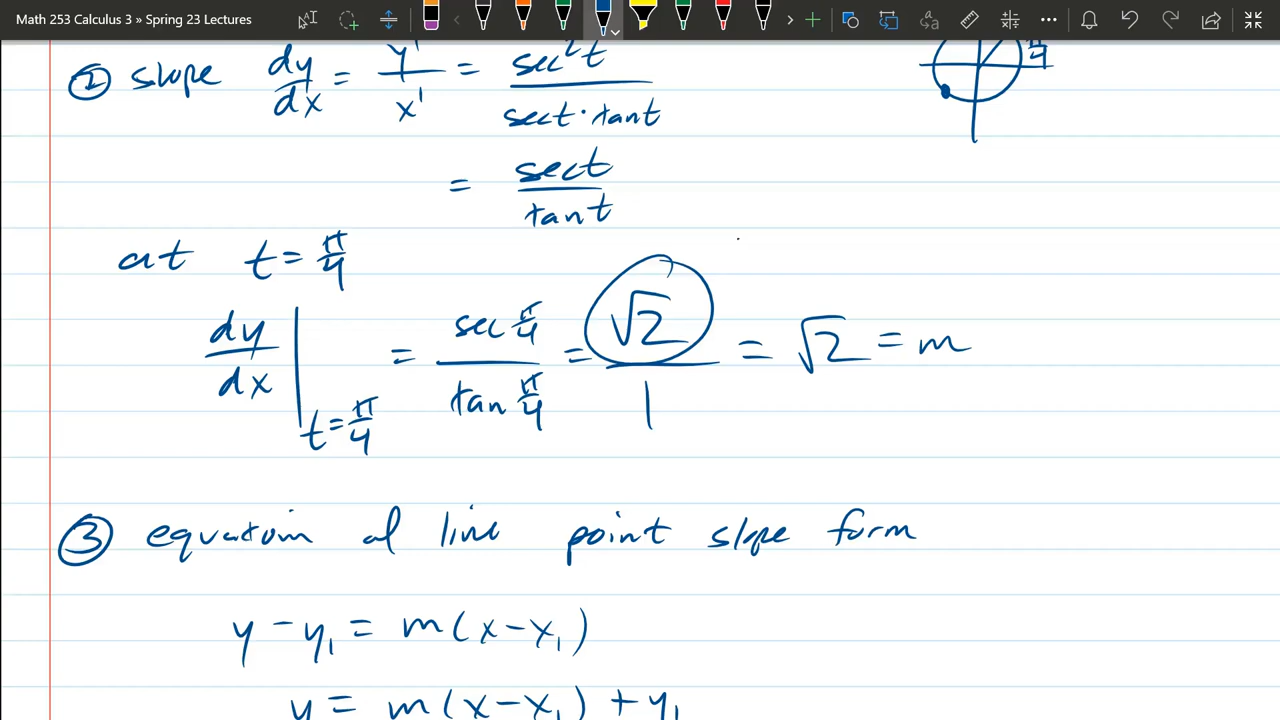 Math 253 Calculus 3 » Spring 23 Lectures
② slope dy/dx = y'/x' = sec²t / sect·tant
π/4
= sect / tant
at t = π/4
dy/dx | t=π/4 = sec π/4 / tan π/4 = √2 / 1 = √2 = m
③ equation of line point slope form
y - y₁ = m(x - x₁)
y = m(x - x₁) + y₁